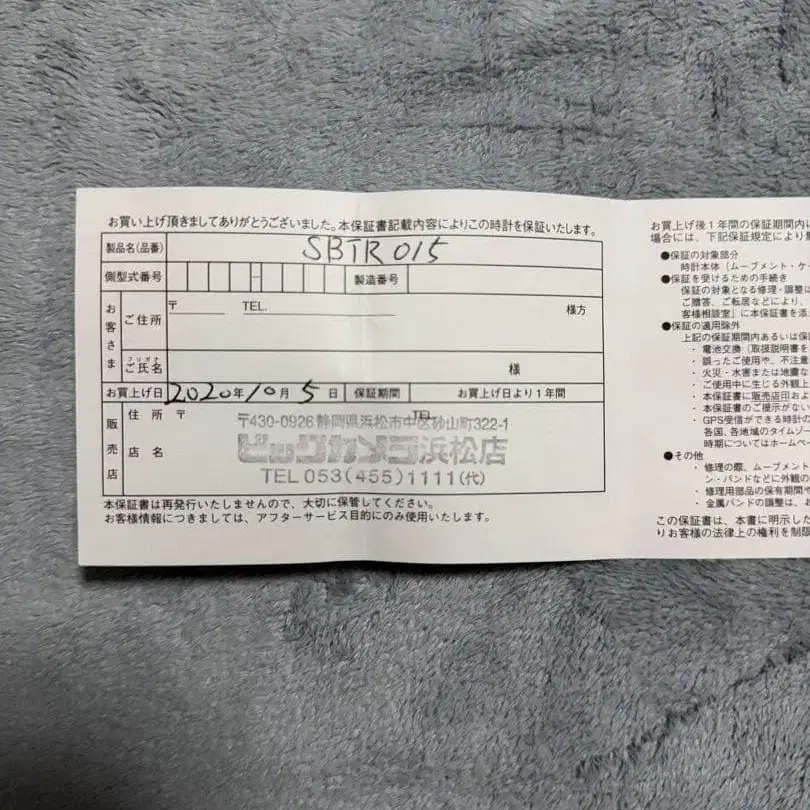 お買い上げ頂きましてありがとうございました。本保証書記載内容によりこの時計を保証いたします。
製品名(品番) SBTR015
側型式番号 製造番号
お客さま ご住所 〒 TEL. 様方
フリガナ
ご氏名 様
お買上げ日 2020年10月5日 保証期間 お買上げ日より1年間
販売店 住所 〒 TEL.
〒430-0926 静岡県浜松市中区砂山町322-1
店名 ビックカメラ浜松店
TEL 053(455)1111(代)
本保証書は再発行いたしませんので、大切に保管してください。
お客様情報につきましては、アフターサービス目的にのみ使用いたします。
お買上げ後1年間の保証期間内に
場合には、下記保証規定により無
●保証の対象部分
時計本体(ムーブメント・ケー
●保証を受けるための手続き
保証の対象となる修理・調整は
ご贈答、ご転居などにより、
客様相談室」に本保証書を添
●保証の適用除外
上記の保証期間内あるいは保証
・電池交換(取扱説明書を
・誤ったご使用や、不注意
・火災・水害または地震な
・ご使用中に生じる外観上
・本保証書に販売店印およ
・本保証書のご提示がない
・GPS受信ができる時計の
各国、各地域のタイムゾー
時期についてはホームペー
●その他
・修理の際、ムーブメント
ン・バンドなどに外観の
・修理用部品の保有期間や
・金属バンドの調整は、お
この保証書は、本書に明示した
りお客様の法律上の権利を制限